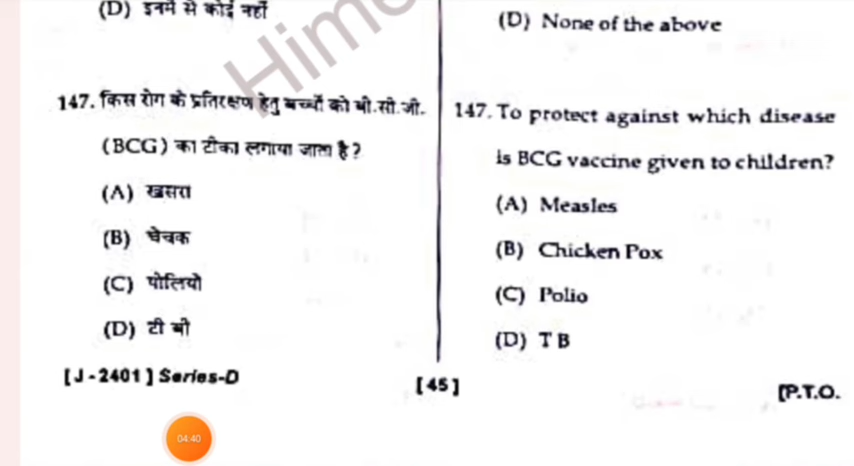 (D) इनमें से कोई नहीं
147. किस रोग के प्रतिरक्षण हेतु बच्चों को बी.सी.जी.
(BCG) का टीका लगाया जाता है?
(A) खसरा
(B) चेचक
(C) पोलियो
(D) टी बी
[J-2401] Series-D
(D) None of the above
147. To protect against which disease
is BCG vaccine given to children?
(A) Measles
(B) Chicken Pox
(C) Polio
(D) T B
[45]
[P.T.O.
04:40